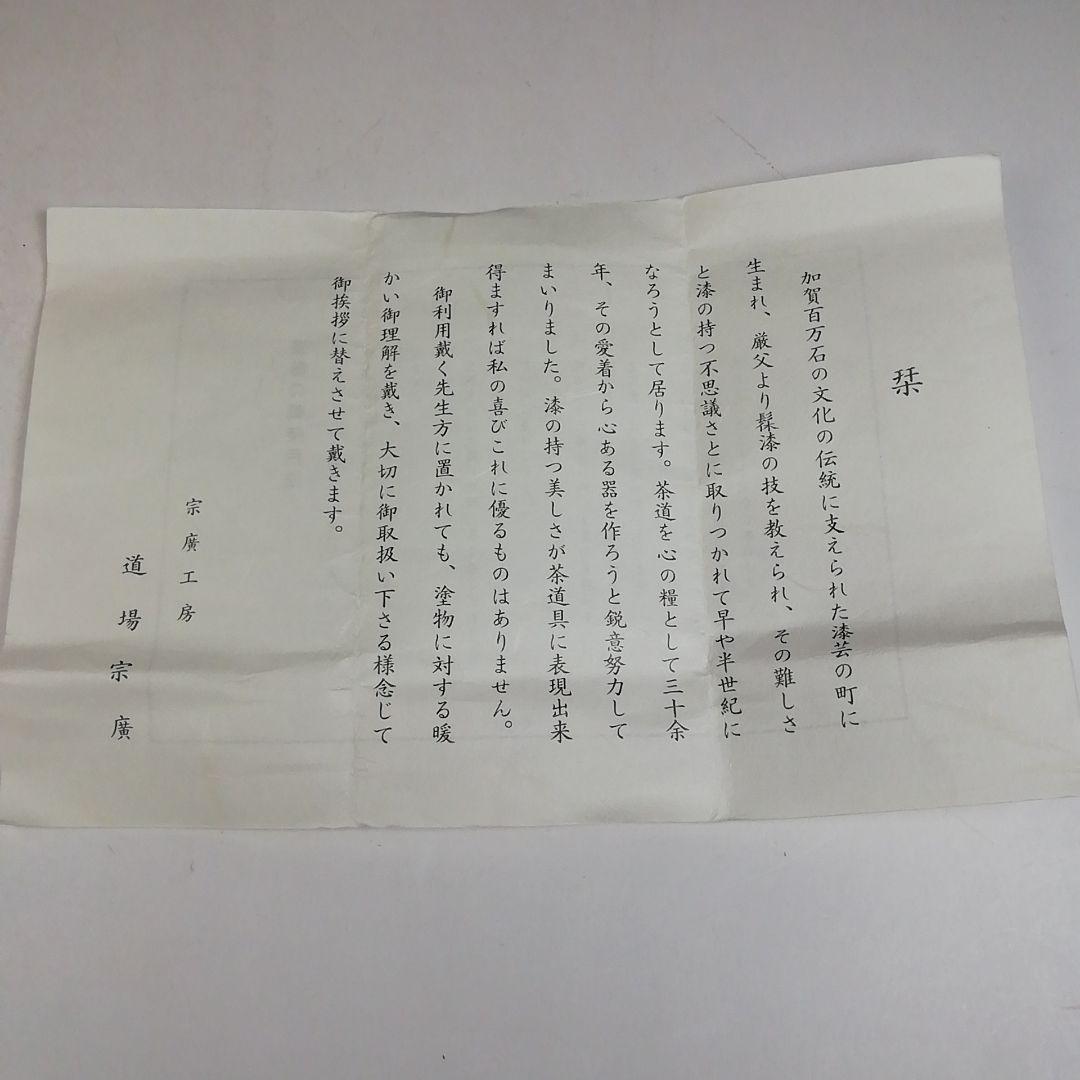 栞
加賀百万石の文化の伝統に支えられた漆芸の町に
生まれ、厳父より髹漆の技を教えられ、その難しさ
と漆の持つ不思議さとに取りつかれて早や半世紀に
なろうとして居ります。茶道を心の糧として三十余
年、その愛着から心ある器を作ろうと鋭意努力して
まいりました。漆の持つ美しさが茶道具に表現出来
得ますれば私の喜びこれに優るものはありません。
御利用戴く先生方に置かれても、塗物に対する暖
かい御理解を戴き、大切に御取扱い下さる様念じて
御挨拶に替えさせて戴きます。
宗廣工房
道場宗廣